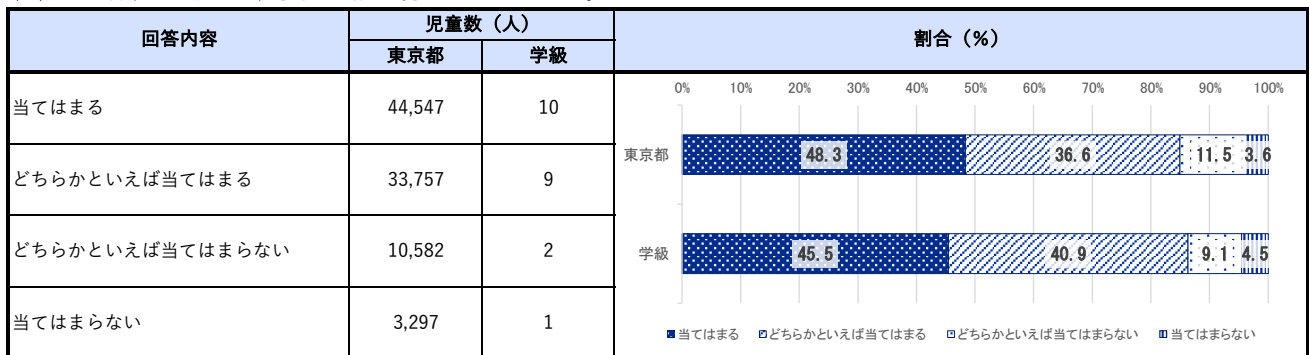 回答内容
児童数（人）
割合（%）
東京都 学級
当てはまる 44,547 10
どちらかといえば当てはまる 33,757 9
どちらかといえば当てはまらない 10,582 2
当てはまらない 3,297 1
0% 10% 20% 30% 40% 50% 60% 70% 80% 90% 100%
東京都 48.3 36.6 11.5 3.6
学級 45.5 40.9 9.1 4.5
当てはまる どちらかといえば当てはまる どちらかといえば当てはまらない 当てはまらない